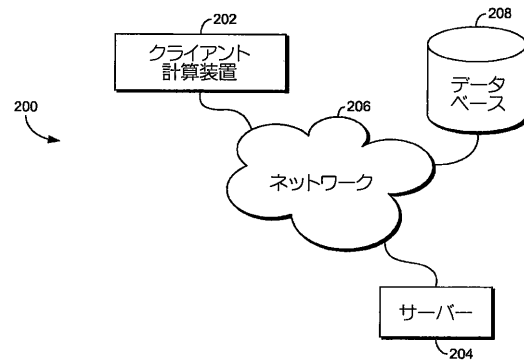 202
クライアント
計算装置
208
データ
ベース
200
206
ネットワーク
サーバー
204